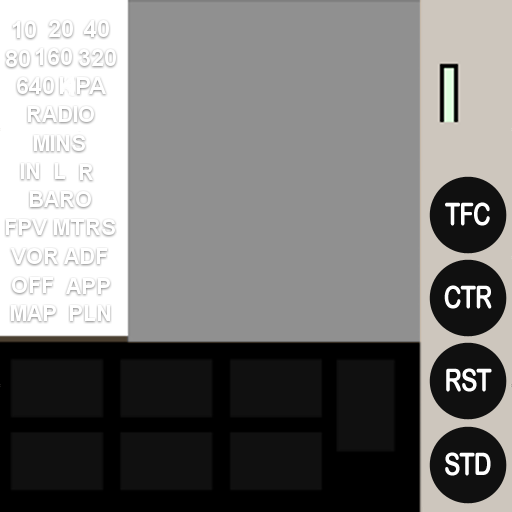 10 20 40
80 160 320
640 PA
RADIO
MINS
IN L R
BARO
FPV MTRS
VOR ADF
OFF APP
MAP PLN
TFC
CTR
RST
STD